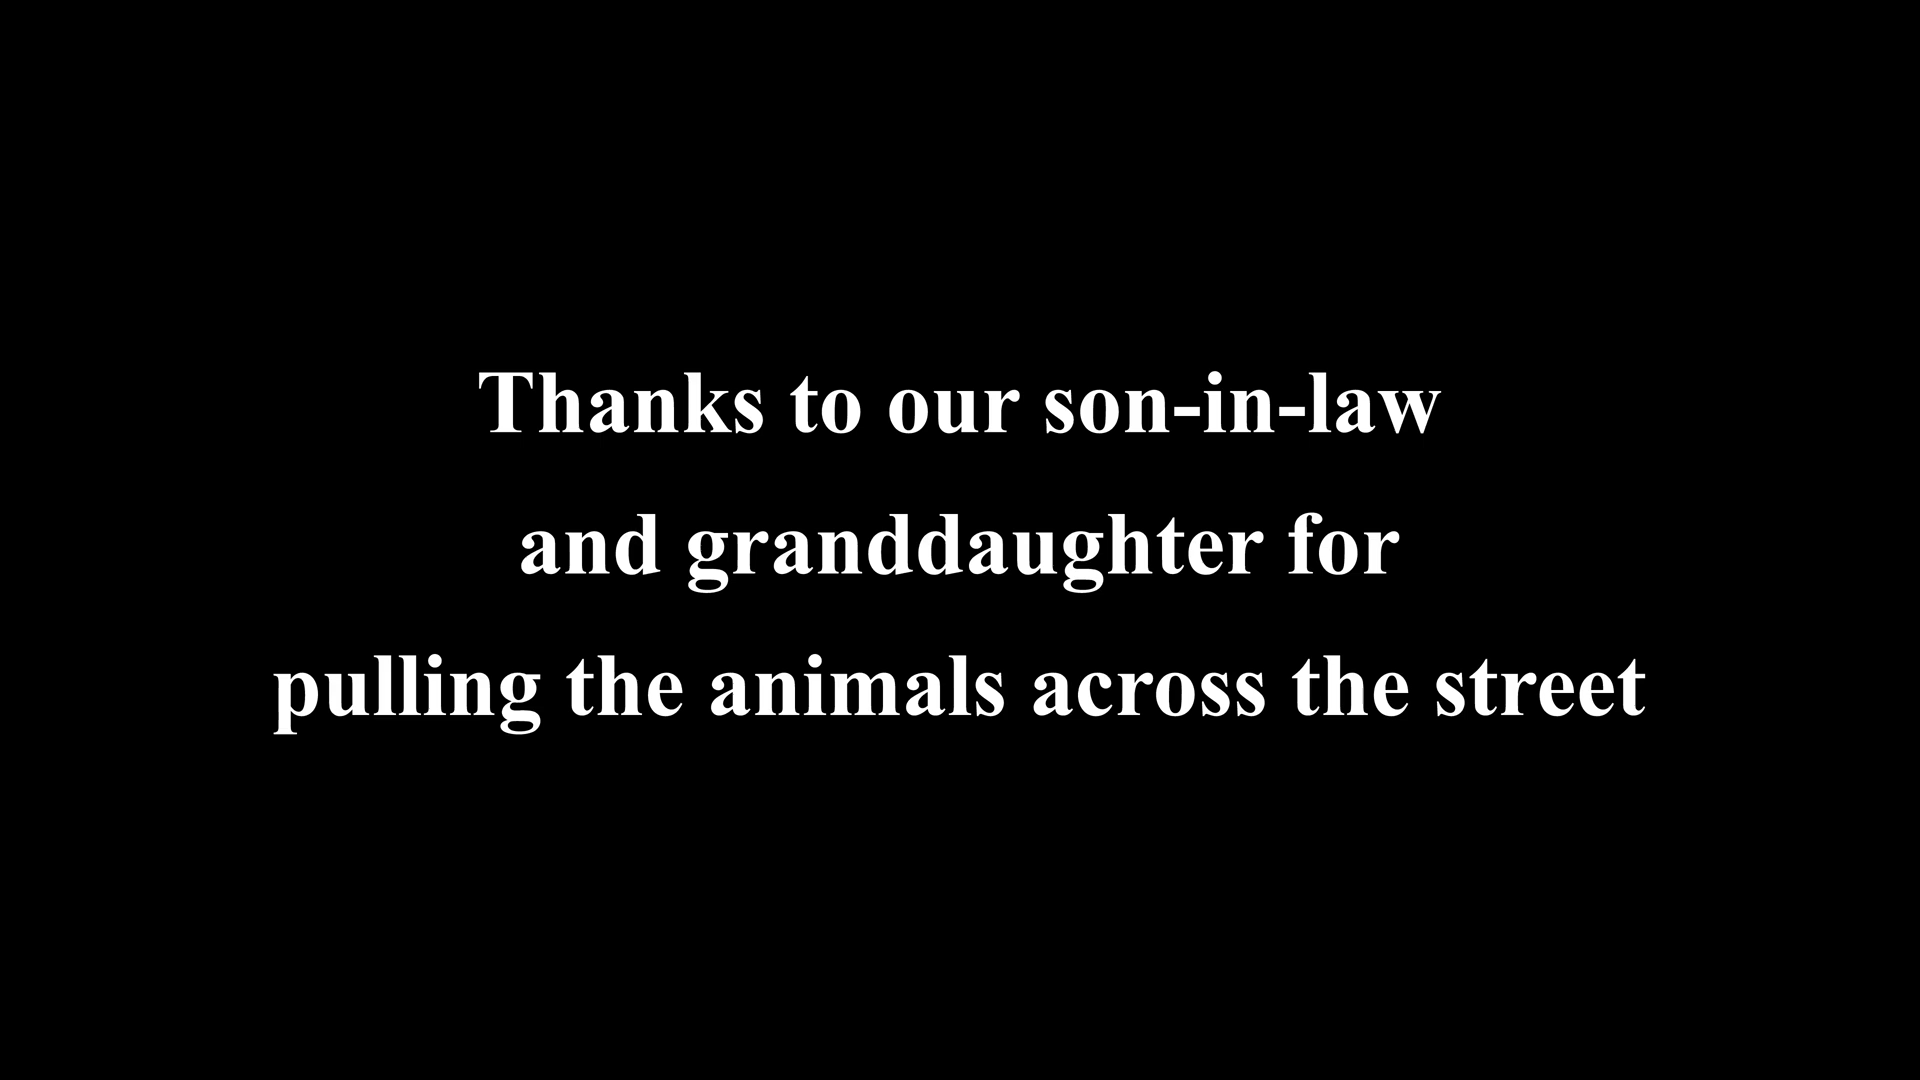 Thanks to our son-in-law
and granddaughter for
pulling the animals across the street